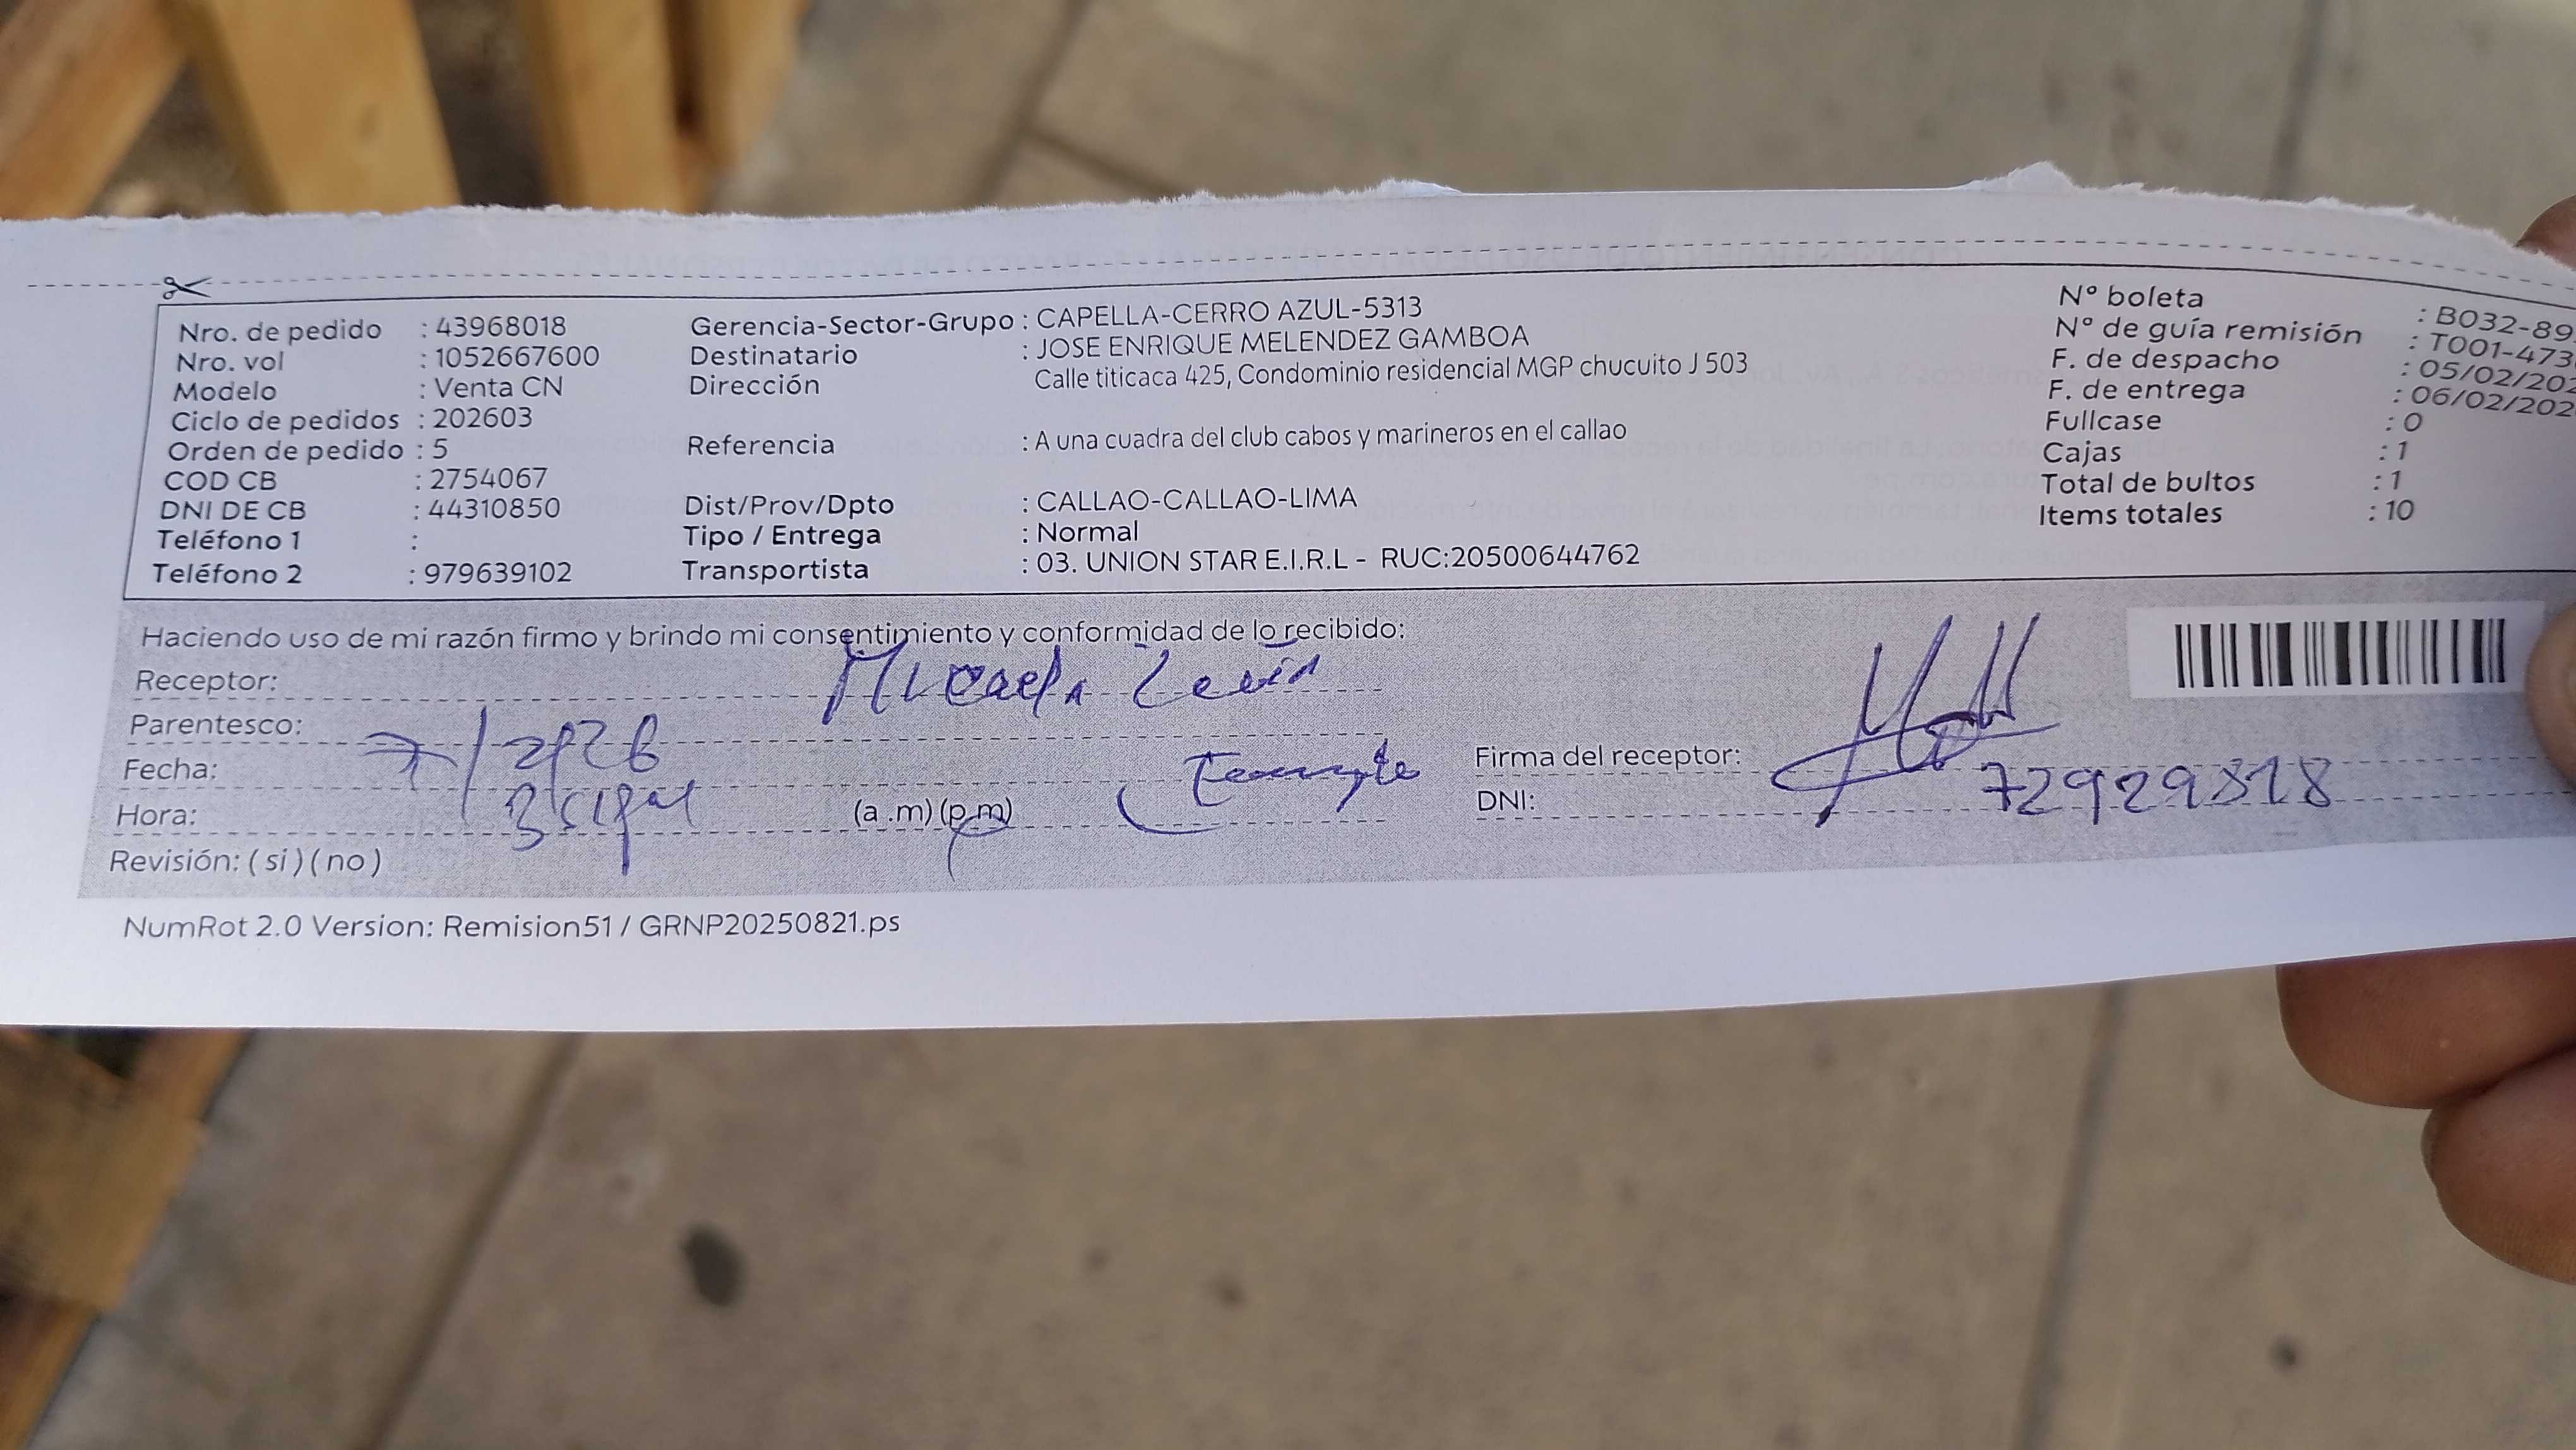 Nro. de pedido : 43968018
Nro. vol : 1052667600
Modelo : Venta CN
Ciclo de pedidos : 202603
Orden de pedido : 5
COD CB : 2754067
DNI DE CB : 44310850
Teléfono 1 :
Teléfono 2 : 979639102
Gerencia-Sector-Grupo : CAPELLA-CERRO AZUL-5313
Destinatario : JOSE ENRIQUE MELENDEZ GAMBOA
Dirección Calle titicaca 425, Condominio residencial MGP chucuito J 503
Referencia : A una cuadra del club cabos y marineros en el callao
Dist/Prov/Dpto : CALLAO-CALLAO-LIMA
Tipo / Entrega : Normal
Transportista : 03. UNION STAR E.I.R.L - RUC:20500644762
Nº boleta : B032-89
Nº de guía remisión : T001-473
F. de despacho : 05/02/202
F. de entrega : 06/02/202
Fullcase : 0
Cajas : 1
Total de bultos : 1
Items totales : 10
Haciendo uso de mi razón firmo y brindo mi consentimiento y conformidad de lo recibido:
Receptor: Micaela
Parentesco:
Fecha:
Hora: (a .m) (p.m)
Revisión: ( si ) ( no )
Firma del receptor:
DNI: 72929818
NumRot 2.0 Version: Remision51 / GRNP20250821.ps